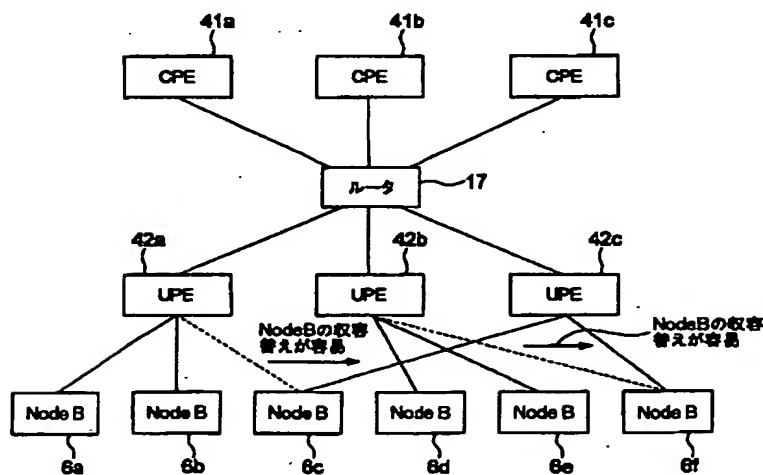 41a 41b 41c
CPE CPE CPE
ルータ 17
42a 42b 42c
UPE UPE UPE
NodeBの収容
替えが容易
NodeBの収容
替えが容易
Node B Node B Node B Node B Node B Node B
6a 6b 6c 6d 6e 6f